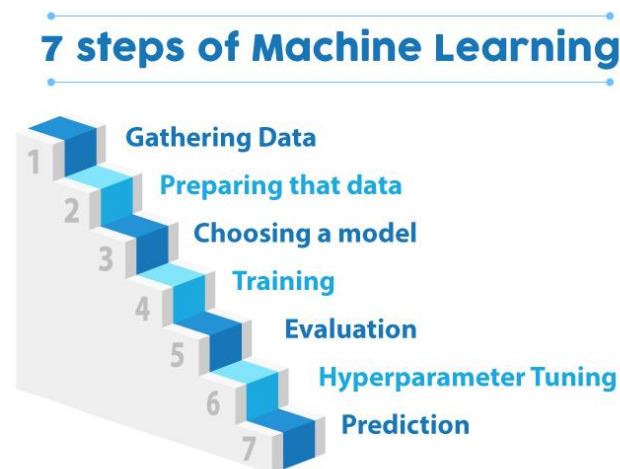 7 steps of Machine Learning
1 Gathering Data
2 Preparing that data
3 Choosing a model
4 Training
5 Evaluation
6 Hyperparameter Tuning
7 Prediction